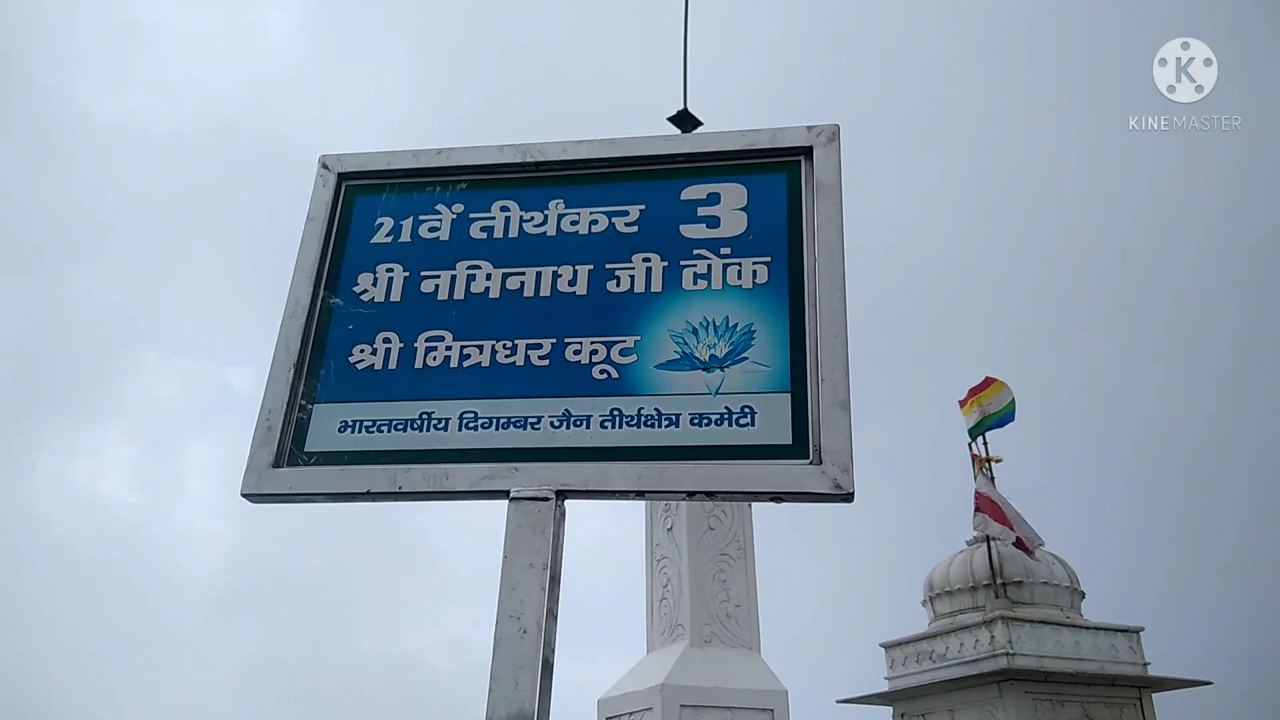 21वें तीर्थंकर 3
श्री नमिनाथ जी टोंक
श्री मित्रधर कूट
भारतवर्षीय दिगम्बर जैन तीर्थक्षेत्र कमेटी
K
KINEMASTER